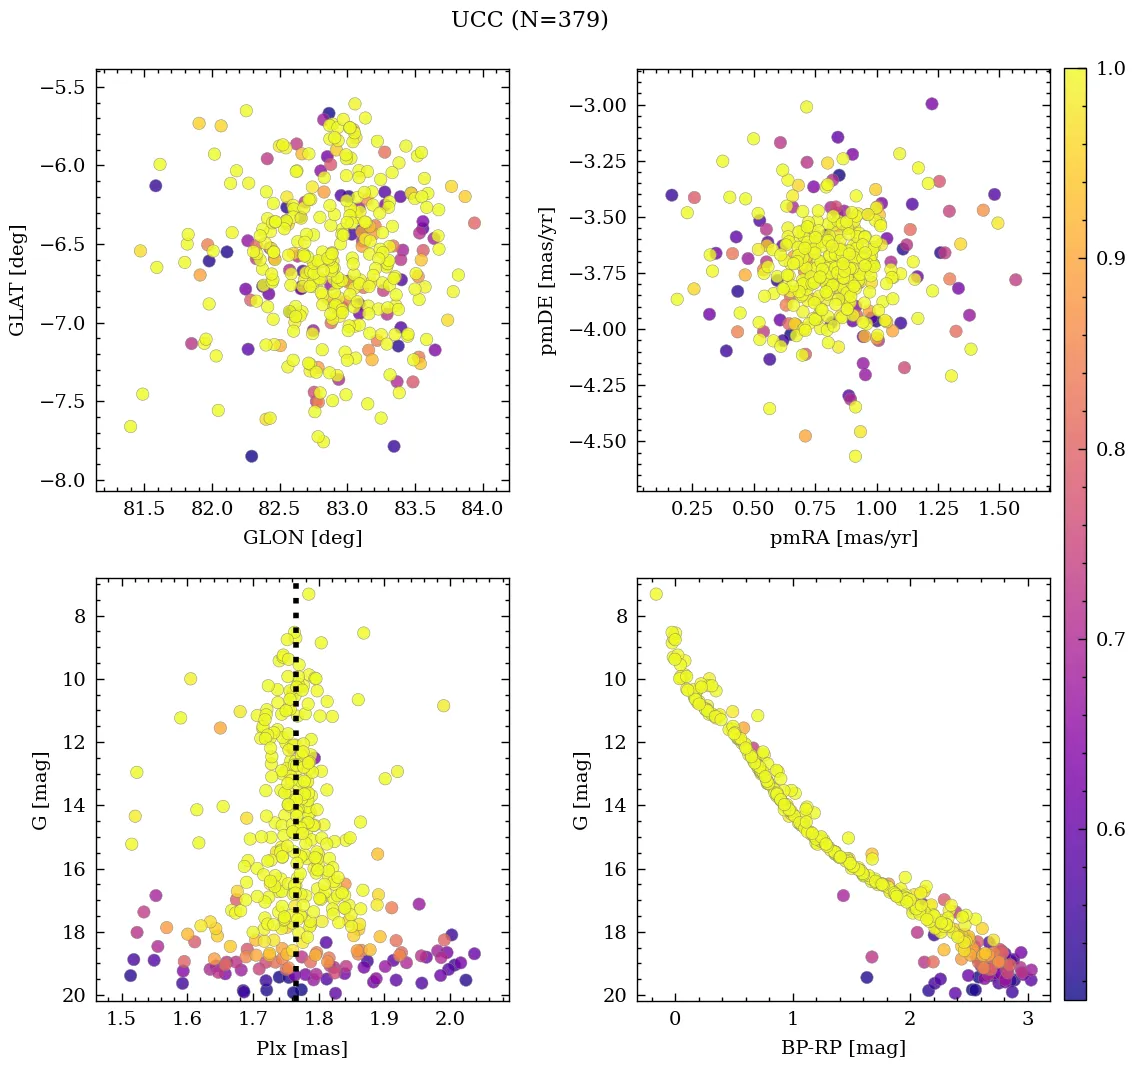 UCC (N=379)
−5.5
−6.0
−6.5
−7.0
−7.5
−8.0
GLAT [deg]
81.5 82.0 82.5 83.0 83.5 84.0
GLON [deg]
−3.00
−3.25
−3.50
−3.75
−4.00
−4.25
−4.50
pmDE [mas/yr]
0.25 0.50 0.75 1.00 1.25 1.50
pmRA [mas/yr]
1.0
0.9
0.8
0.7
0.6
8
10
12
14
16
18
20
G [mag]
1.5 1.6 1.7 1.8 1.9 2.0
Plx [mas]
8
10
12
14
16
18
20
G [mag]
0 1 2 3
BP-RP [mag]